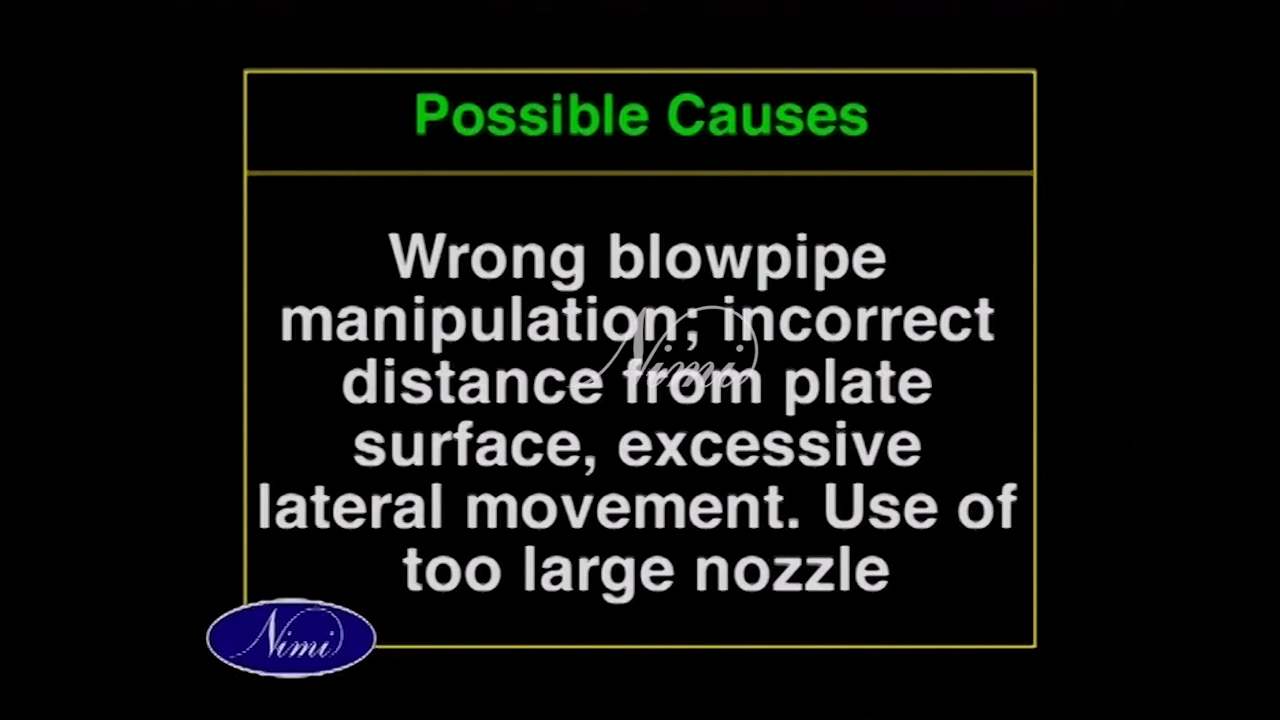 Possible Causes
Wrong blowpipe
manipulation; incorrect
distance from plate
surface, excessive
lateral movement. Use of
too large nozzle
Nimi
Nimi